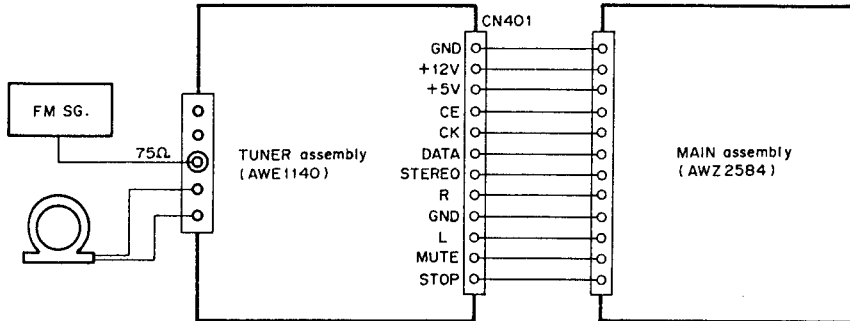 CN401
GND
+12V
+5V
CE
CK
DATA
STEREO
R
GND
L
MUTE
STOP
FM SG.
75Ω
TUNER assembly
(AWE1140)
MAIN assembly
(AWZ2584)